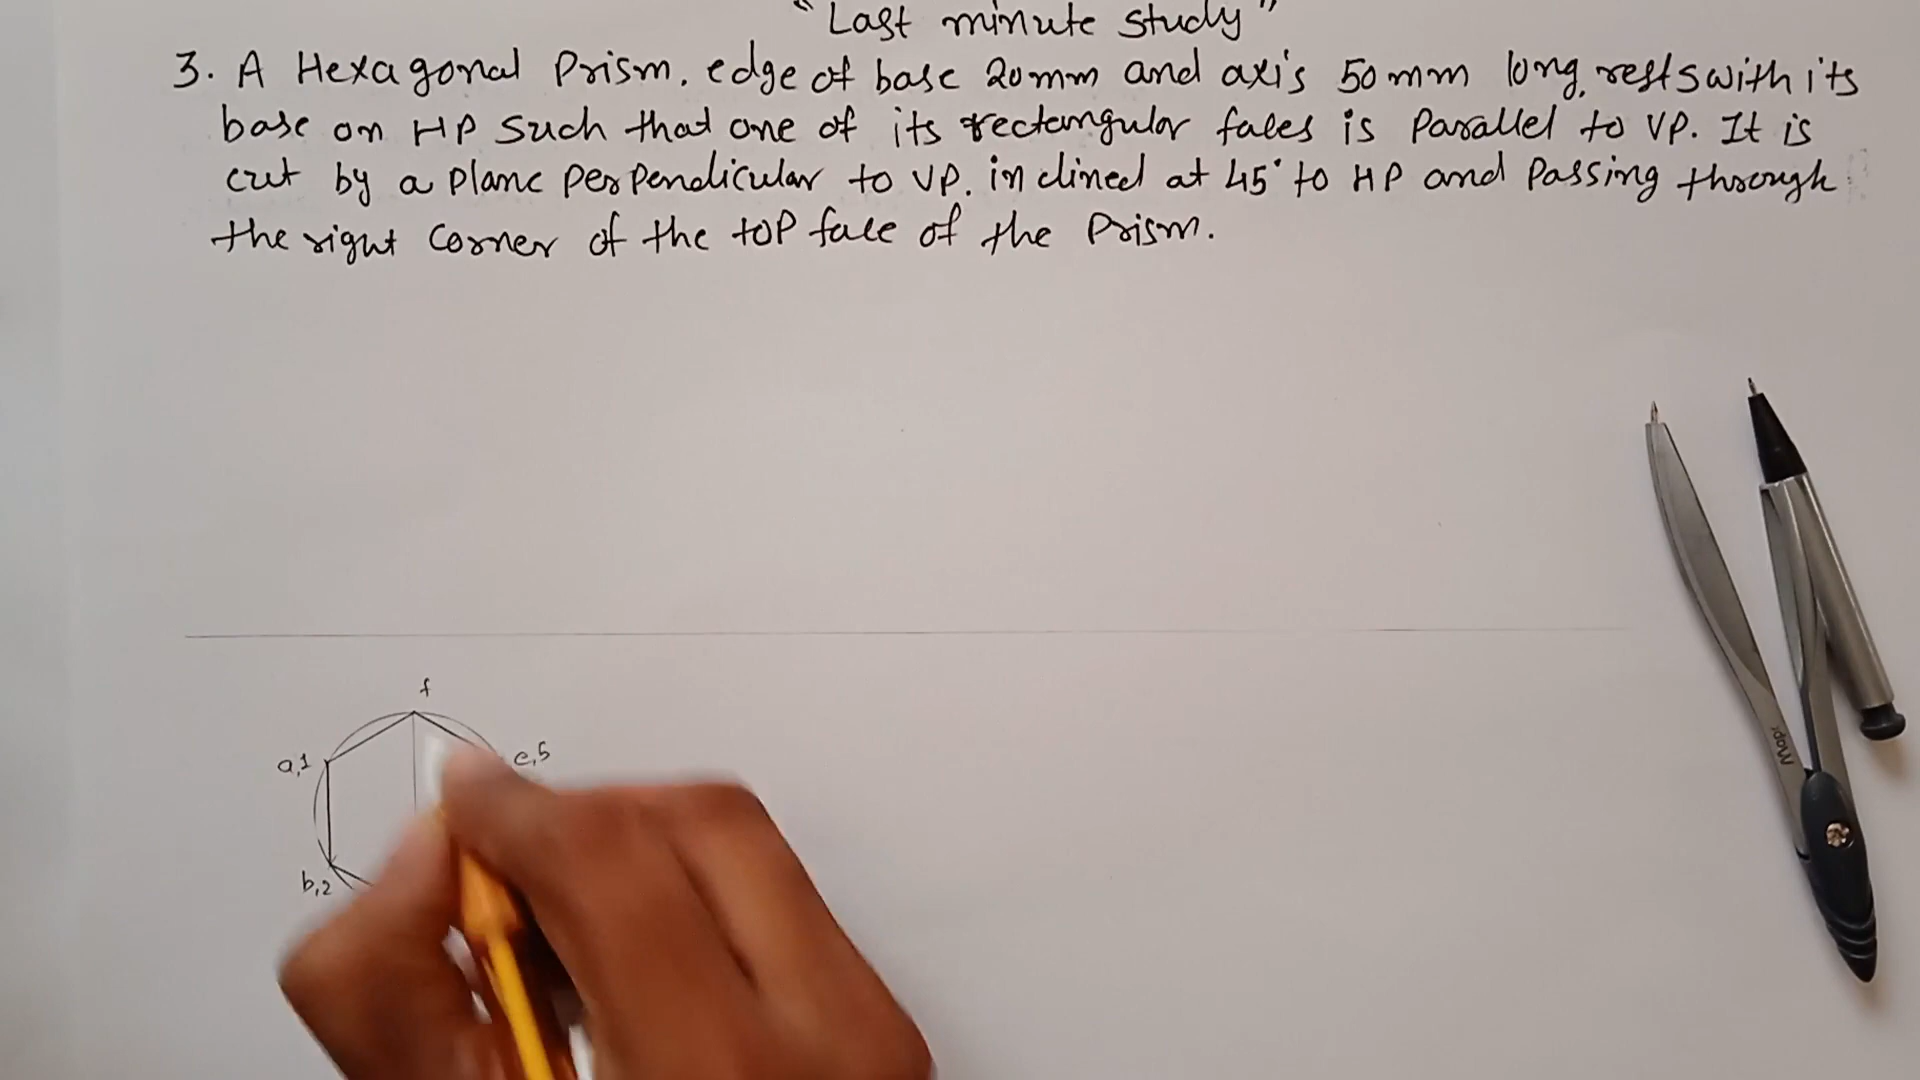 "Last minute study"
3. A Hexagonal Prism, edge of base 20mm and axis 50mm long, rests with its
base on HP such that one of its rectangular faces is Parallel to VP. It is
cut by a plane perpendicular to VP, inclined at 45° to HP and Passing through
the right corner of the top face of the Prism.
f
a,1
e,5
b,2
Mapo